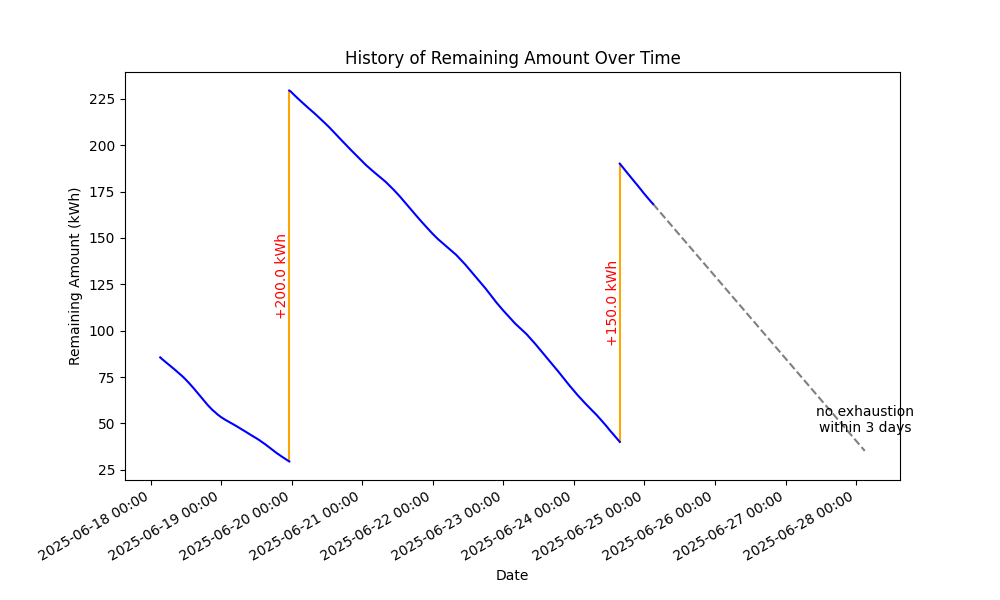 History of Remaining Amount Over Time
Remaining Amount (kWh)
225
200
175
150
125
100
75
50
25
+200.0 kWh
+150.0 kWh
no exhaustion
within 3 days
2025-06-18 00:00
2025-06-19 00:00
2025-06-20 00:00
2025-06-21 00:00
2025-06-22 00:00
2025-06-23 00:00
2025-06-24 00:00
2025-06-25 00:00
2025-06-26 00:00
2025-06-27 00:00
2025-06-28 00:00
Date